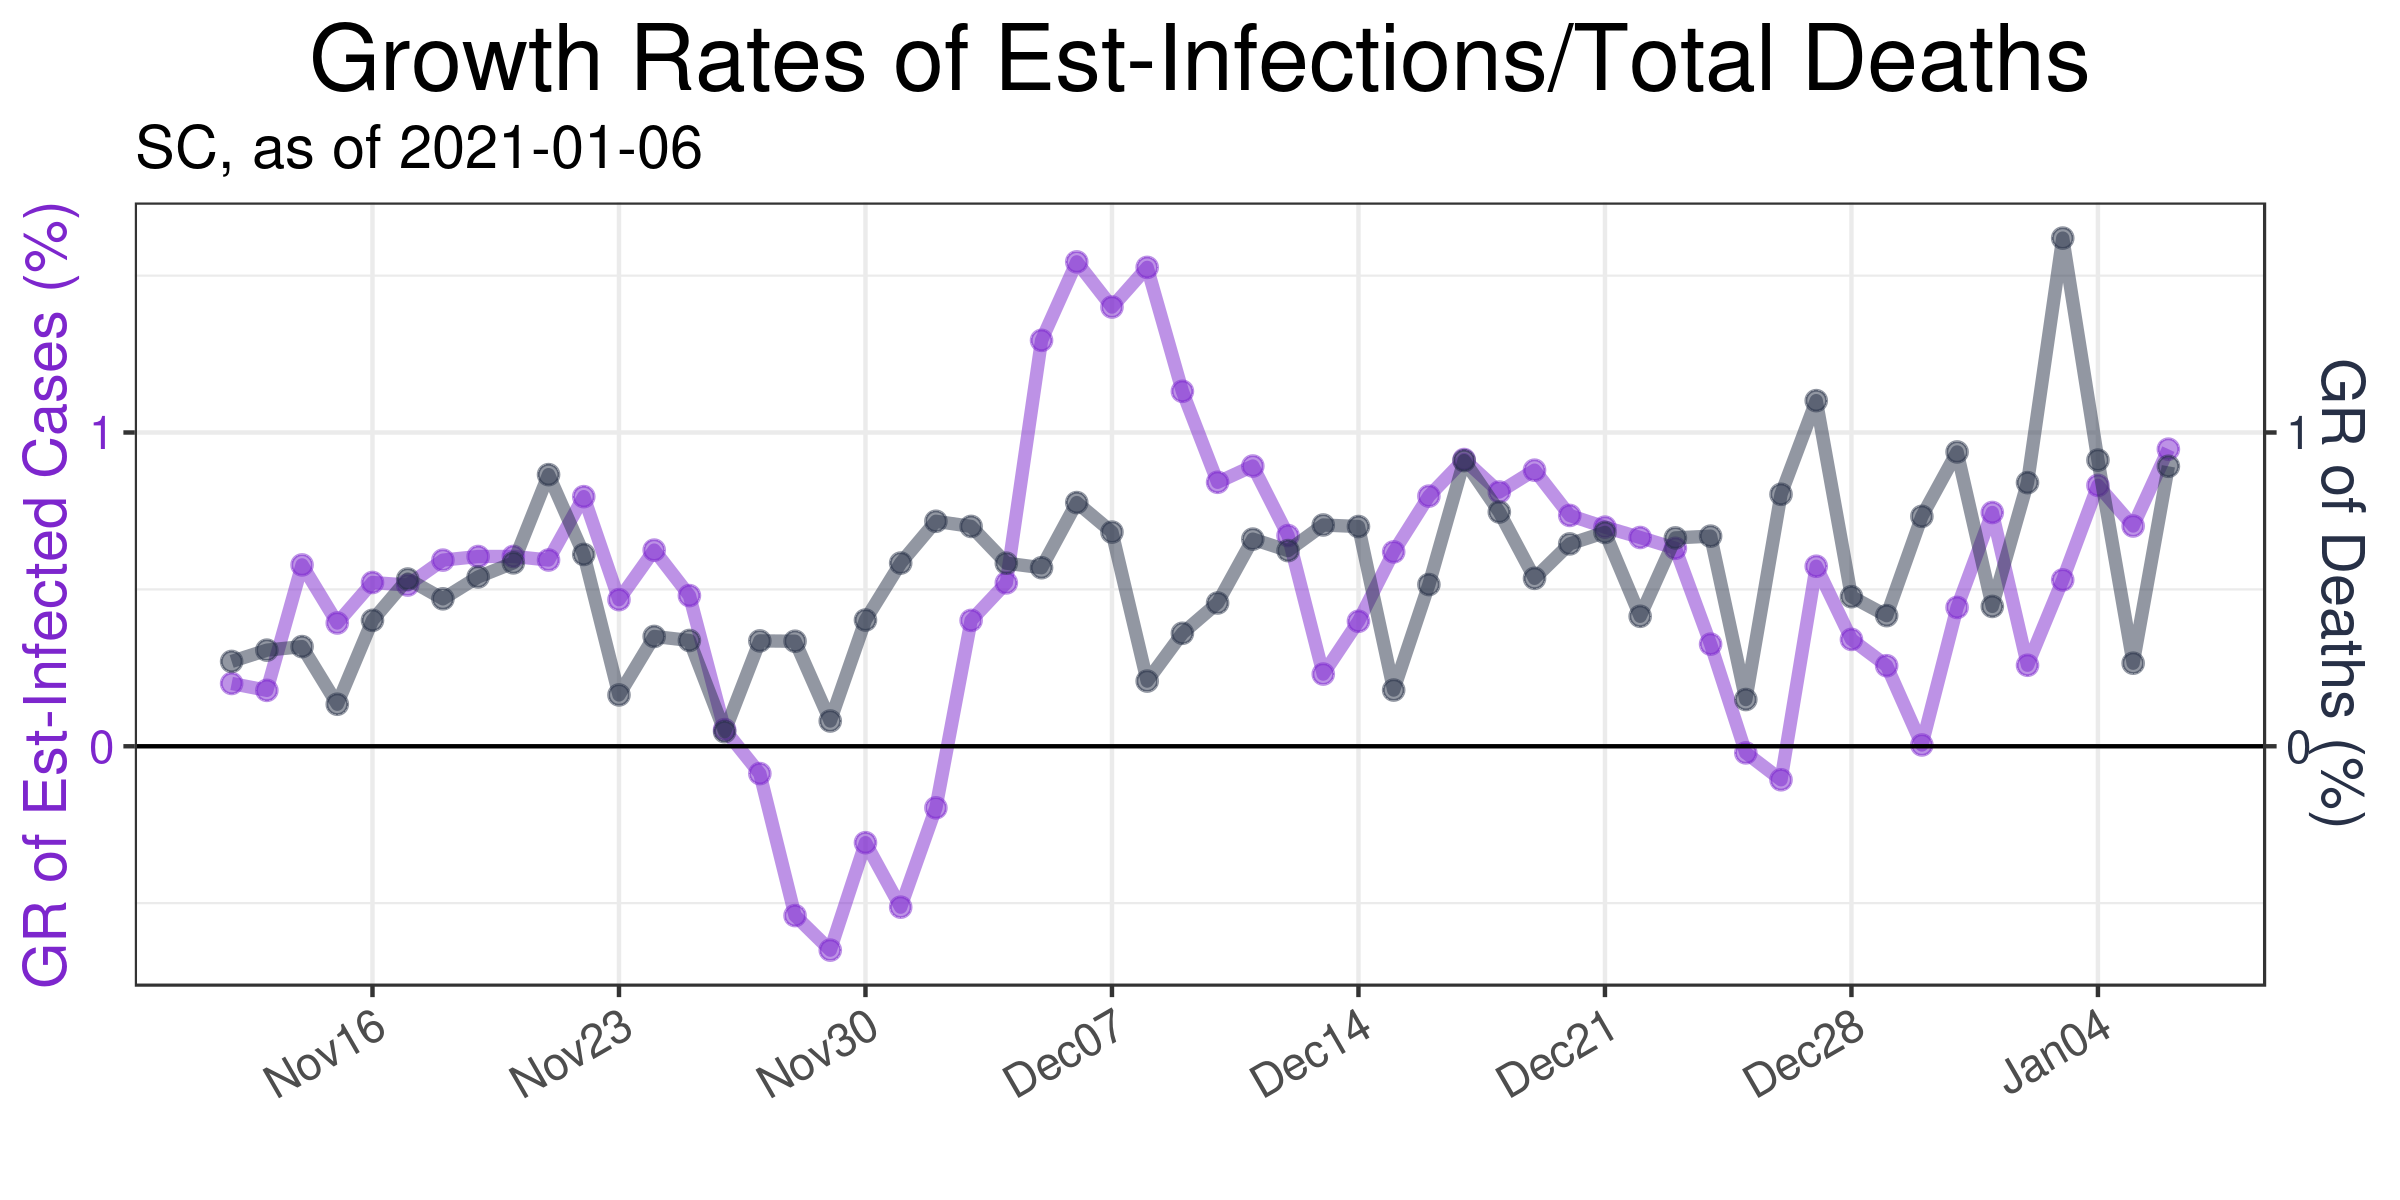 Growth Rates of Est-Infections/Total Deaths
SC, as of 2021-01-06
GR of Est-Infected Cases (%)
1
0
1
0
GR of Deaths (%)
Nov16
Nov23
Nov30
Dec07
Dec14
Dec21
Dec28
Jan04